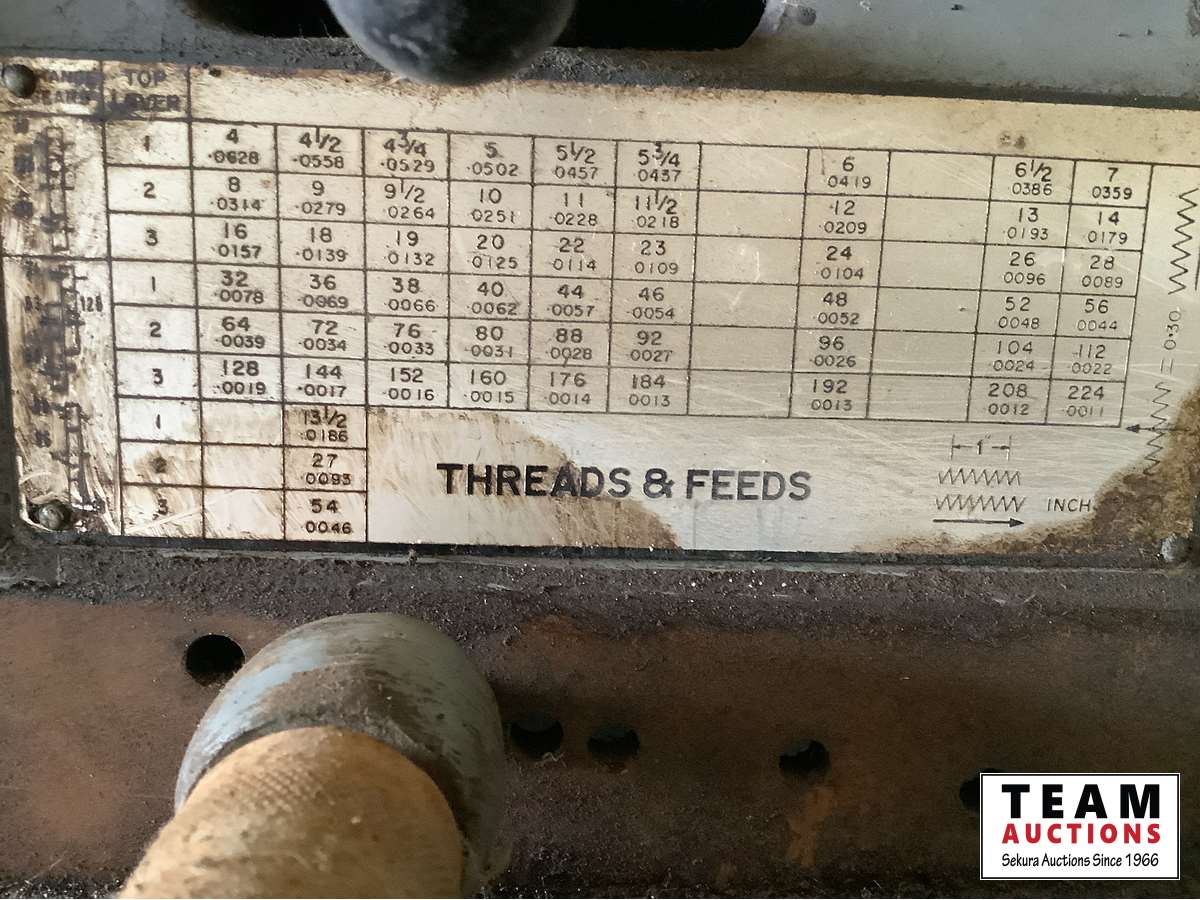 TOP
LEVER
1 4 4½ 4¾ 5 5½ 5¾ 6 6½ 7
.0628 .0558 .0529 .0502 0457 0437 0419 0386 0359
2 8 9 9½ 10 11 11½ 12 13 14
.0314 .0279 .0264 .0251 .0228 .0218 .0209 .0193 .0179
3 16 18 19 20 22 23 24 26 28
.0157 .0139 .0132 .0125 .0114 .0109 .0104 0096 .0089
1 32 36 38 40 44 46 48 52 56
.0078 .0069 .0066 .0062 .0057 .0054 .0052 0048 .0044
128
2 64 72 76 80 88 92 96 104 112
.0039 .0034 .0033 .0031 .0028 .0027 .0026 .0024 .0022
3 128 144 152 160 176 184 192 208 224
.0019 .0017 .0016 .0015 .0014 0013 0013 .0012 .0011
1 13½
.0186
2 27
.0093
3 54
0046
THREADS & FEEDS
1"
INCH
= 0.30
TEAM
AUCTIONS
Sekura Auctions Since 1966